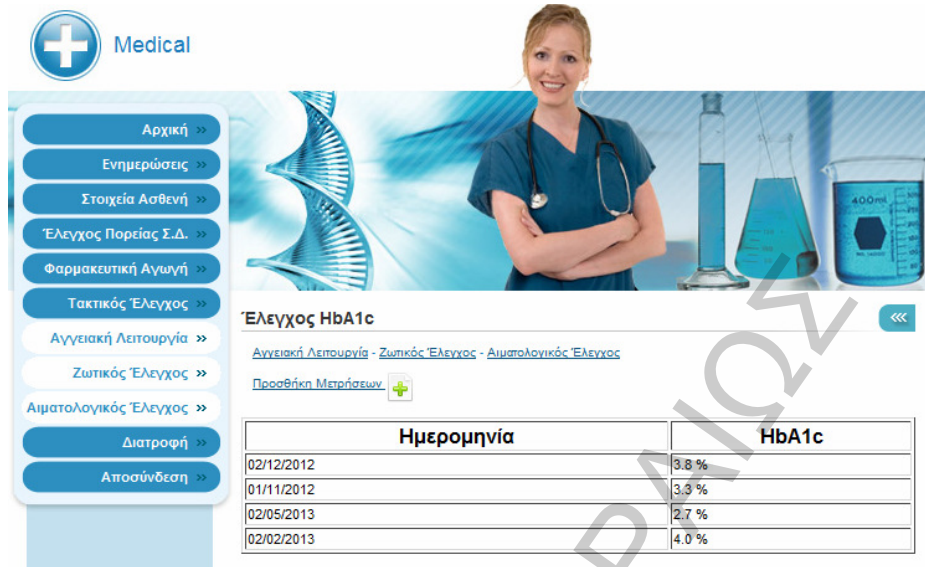 Medical
Αρχική »
Ενημερώσεις »
Στοιχεία Ασθενή »
Έλεγχος Πορείας Σ.Δ. »
Φαρμακευτική Αγωγή »
Τακτικός Έλεγχος »
Αγγειακή Λειτουργία »
Ζωτικός Έλεγχος »
Αιματολογικός Έλεγχος »
Διατροφή »
Αποσύνδεση »
400ml
Έλεγχος HbA1c
Αγγειακή Λειτουργία - Ζωτικός Έλεγχος - Αιματολογικός Έλεγχος
Προσθήκη Μετρήσεων
Ημερομηνία HbA1c
02/12/2012 3.8 %
01/11/2012 3.3 %
02/05/2013 2.7 %
02/02/2013 4.0 %
ΡΑΙΩΣ